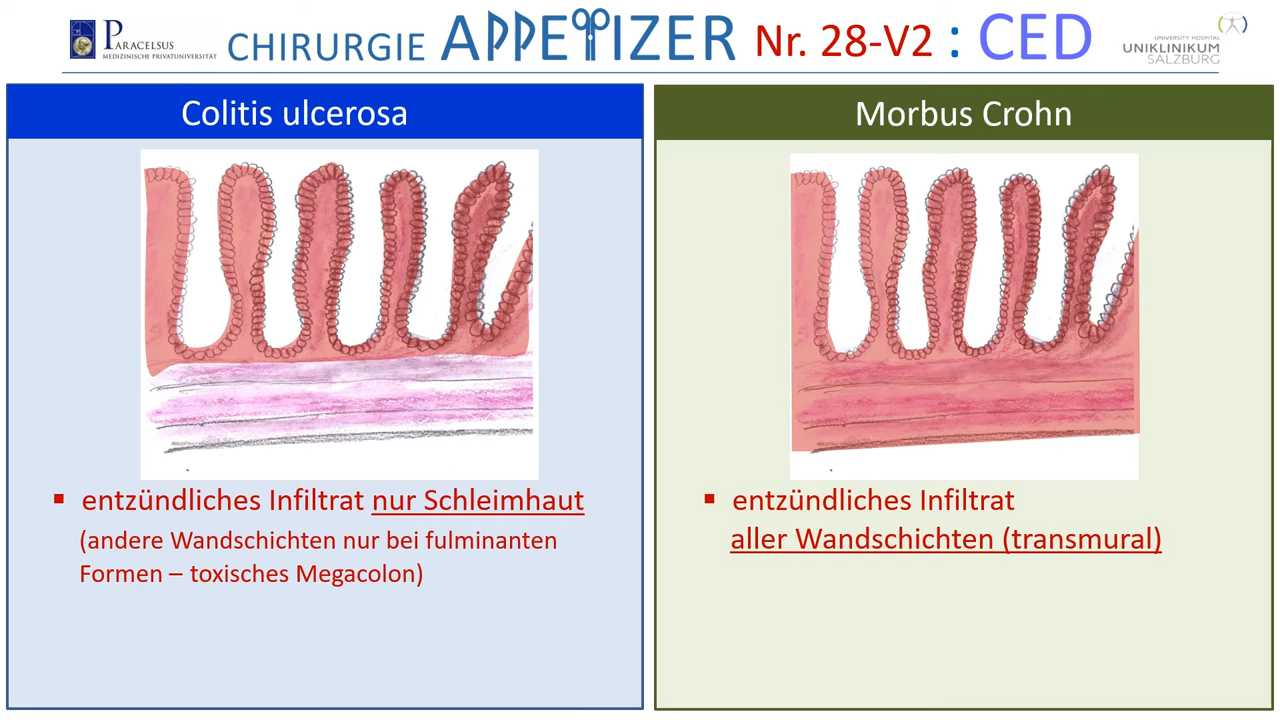 PARACELSUS
MEDIZINISCHE PRIVATUNIVERSITÄT
CHIRURGIE APPETIZER Nr. 28-V2 : CED
UNIVERSITY HOSPITAL
UNIKLINIKUM
SALZBURG
Colitis ulcerosa
▪ entzündliches Infiltrat nur Schleimhaut
(andere Wandschichten nur bei fulminanten
Formen – toxisches Megacolon)
Morbus Crohn
▪ entzündliches Infiltrat
aller Wandschichten (transmural)